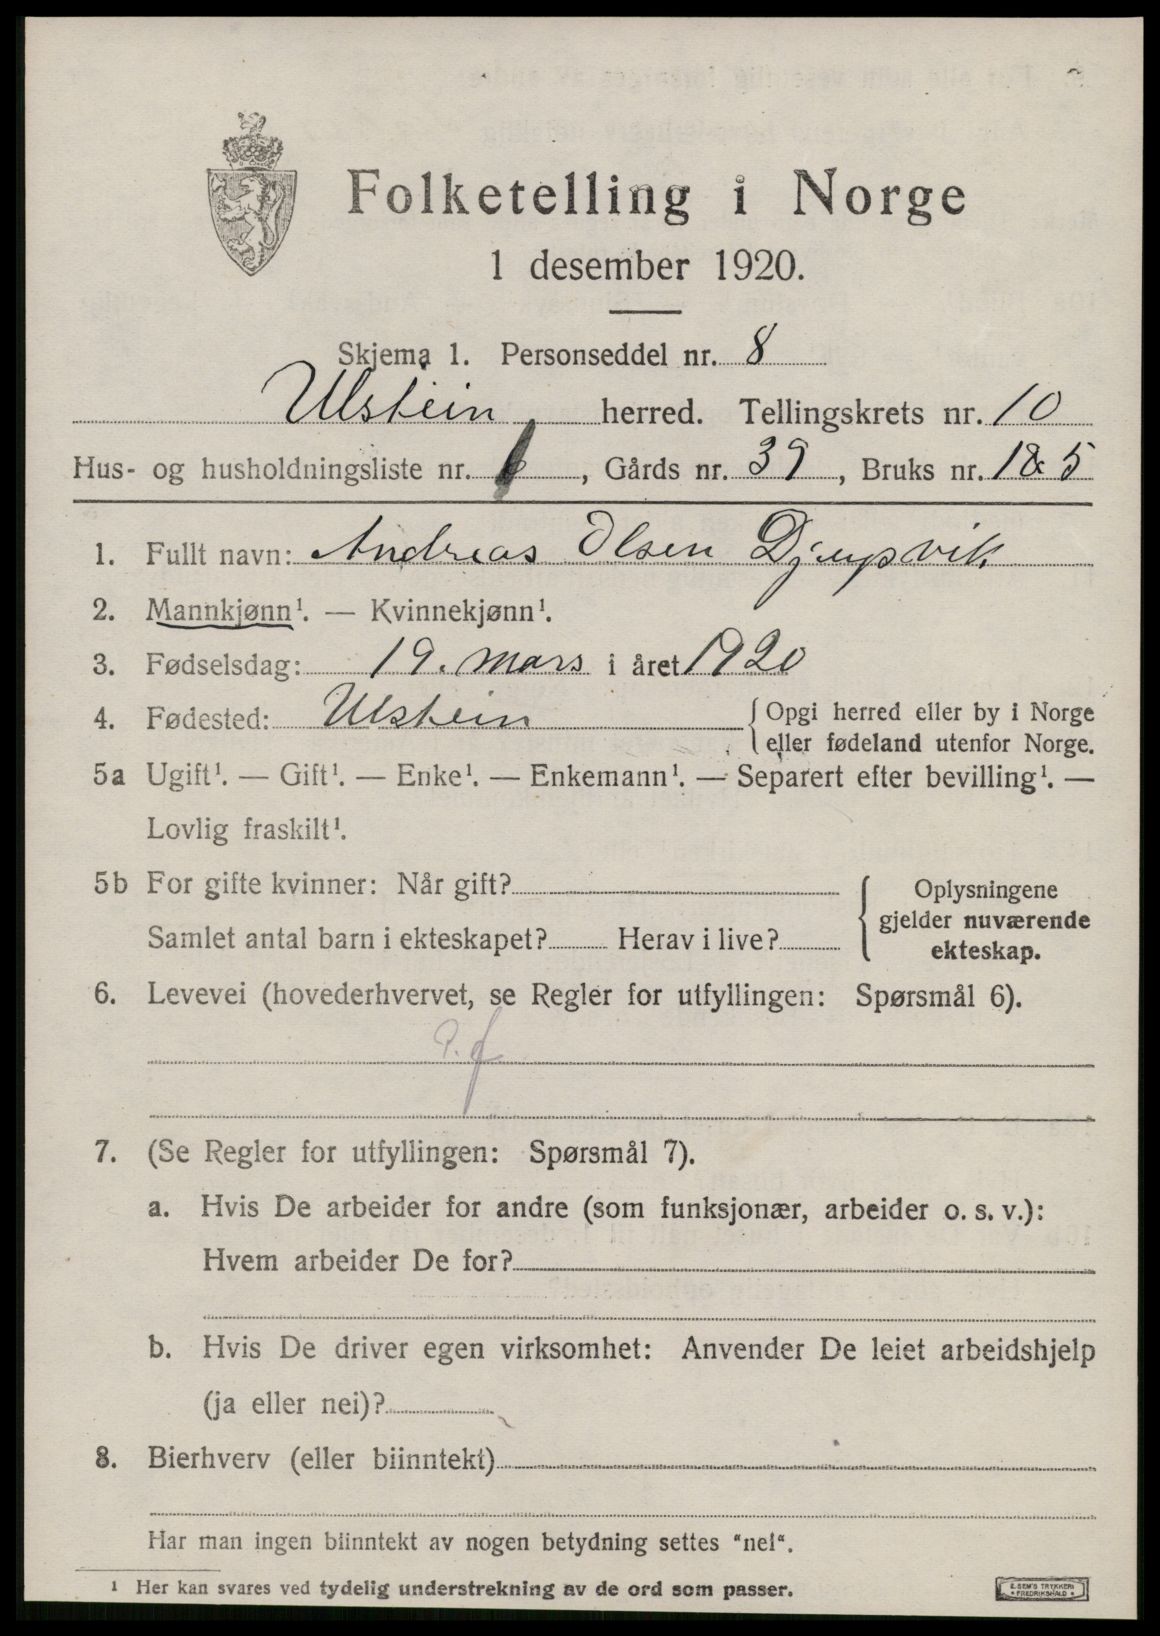 Folketelling i Norge
1 desember 1920.
Skjema 1. Personseddel nr. 8
Ulstein herred. Tellingskrets nr. 10
Hus- og husholdningsliste nr. 1, Gårds nr. 39, Bruks nr. 1 & 5
1. Fullt navn: Andreas Olsen Djupvik
2. Mannkjønn¹. — Kvinnekjønn¹.
3. Fødselsdag: 19. mars i året 1920
4. Fødested: Ulstein {Opgi herred eller by i Norge
eller fødeland utenfor Norge.
5a Ugift¹. — Gift¹. — Enke¹. — Enkemann¹. — Separert efter bevilling¹. —
Lovlig fraskilt¹.
5b For gifte kvinner: Når gift?
Samlet antal barn i ekteskapet? Herav i live?
{Oplysningene
gjelder nuværende
ekteskap.
6. Levevei (hovederhvervet, se Regler for utfyllingen: Spørsmål 6).
7. (Se Regler for utfyllingen: Spørsmål 7).
a. Hvis De arbeider for andre (som funksjonær, arbeider o. s. v.):
Hvem arbeider De for?
b. Hvis De driver egen virksomhet: Anvender De leiet arbeidshjelp
(ja eller nei)?
8. Bierhverv (eller biinntekt)
Har man ingen biinntekt av nogen betydning settes "nei".
¹ Her kan svares ved tydelig understrekning av de ord som passer.
E. SEM'S TRYKKERI
• FREDRIKSHALD •